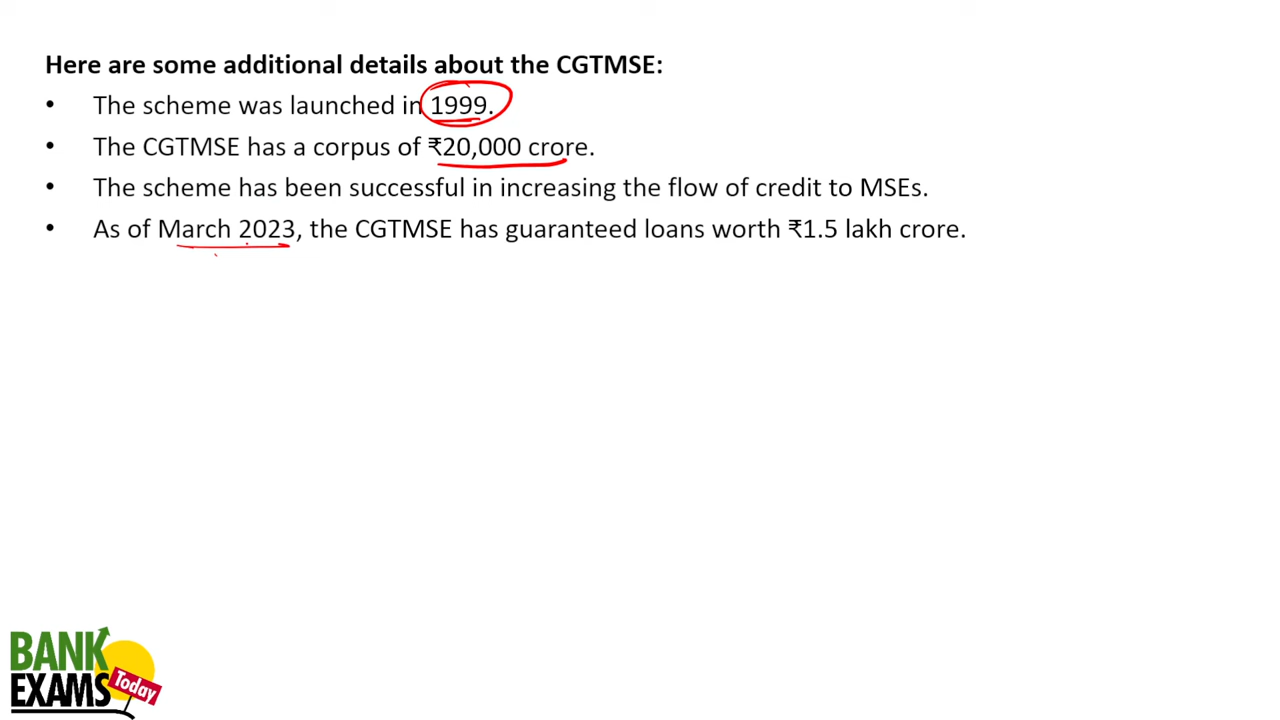 Here are some additional details about the CGTMSE:
• The scheme was launched in 1999.
• The CGTMSE has a corpus of ₹20,000 crore.
• The scheme has been successful in increasing the flow of credit to MSEs.
• As of March 2023, the CGTMSE has guaranteed loans worth ₹1.5 lakh crore.
BANK
EXAMS Today